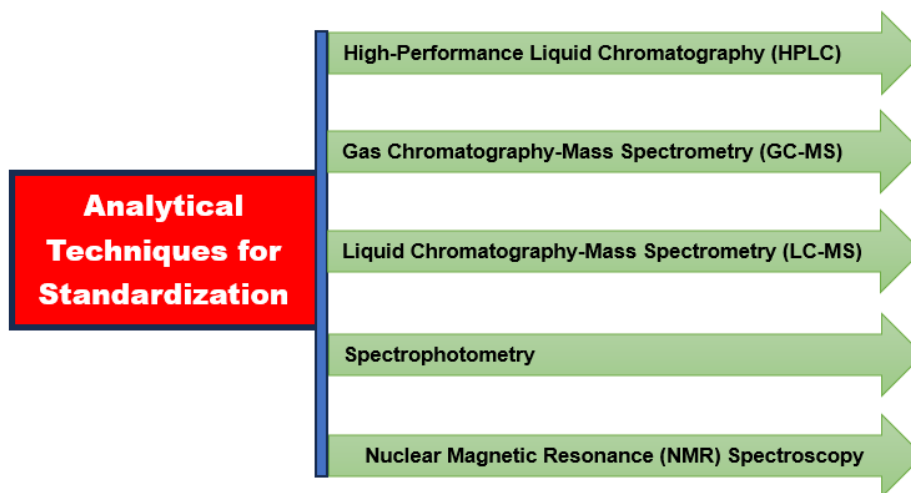 High-Performance Liquid Chromatography (HPLC)
Gas Chromatography-Mass Spectrometry (GC-MS)
Analytical
Techniques for
Standardization
Liquid Chromatography-Mass Spectrometry (LC-MS)
Spectrophotometry
Nuclear Magnetic Resonance (NMR) Spectroscopy